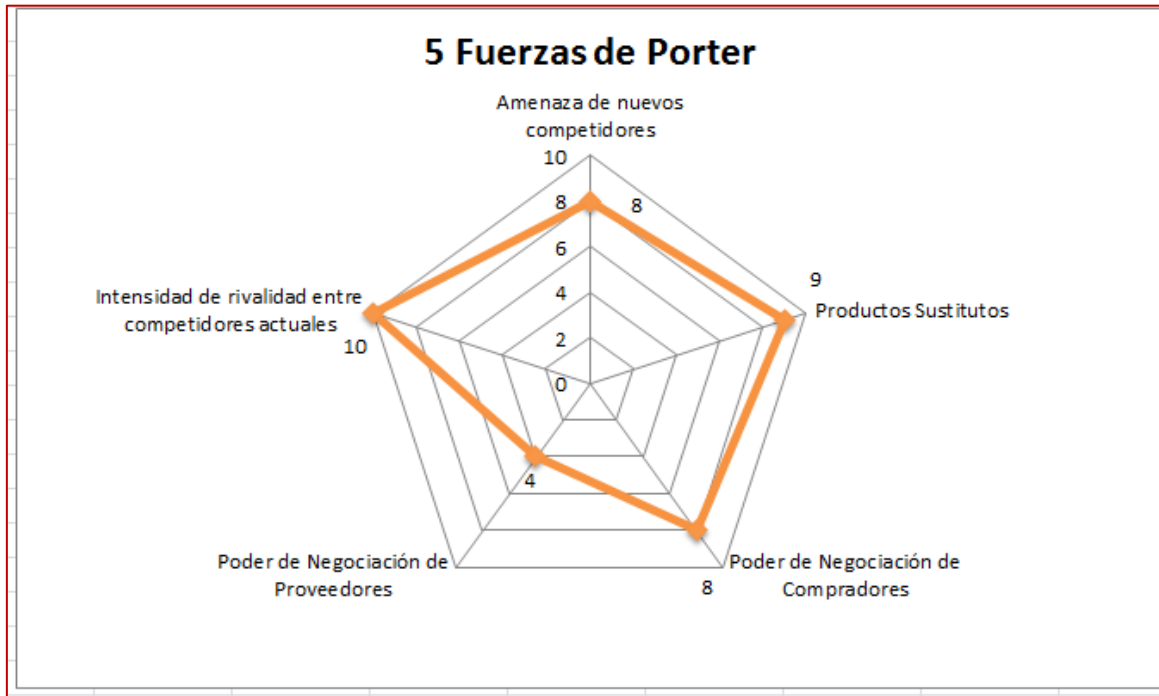 5 Fuerzas de Porter
Amenaza de nuevos
competidores
10
8
8
6
4
2
0
9
Productos Sustitutos
Intensidad de rivalidad entre
competidores actuales
10
4
Poder de Negociación de
Proveedores
Poder de Negociación de
Compradores
8